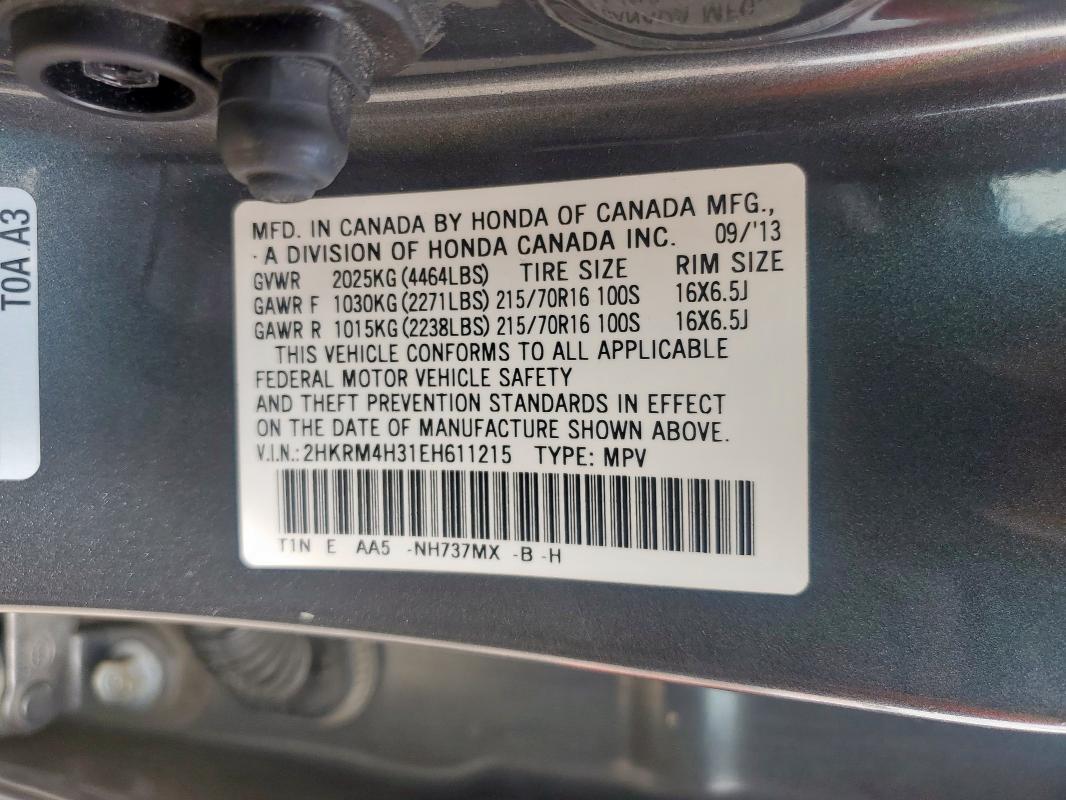 CANADA MFG.
T0A.A3
MFD. IN CANADA BY HONDA OF CANADA MFG.,
A DIVISION OF HONDA CANADA INC. 09/'13
GVWR 2025KG (4464LBS) TIRE SIZE RIM SIZE
GAWR F 1030KG (2271LBS) 215/70R16 100S 16X6.5J
GAWR R 1015KG (2238LBS) 215/70R16 100S 16X6.5J
THIS VEHICLE CONFORMS TO ALL APPLICABLE
FEDERAL MOTOR VEHICLE SAFETY
AND THEFT PREVENTION STANDARDS IN EFFECT
ON THE DATE OF MANUFACTURE SHOWN ABOVE.
V.I.N.: 2HKRM4H31EH611215 TYPE: MPV
T1N E AA5 -NH737MX -B -H